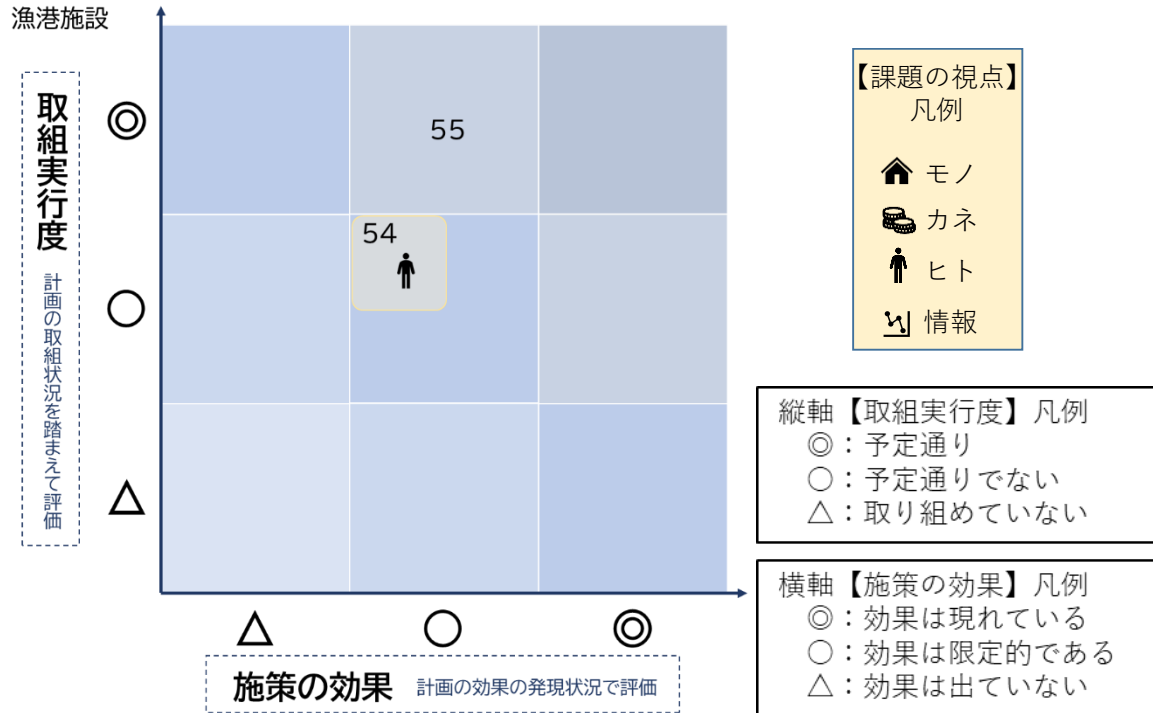 漁港施設
取組実行度
計画の取組状況を踏まえて評価
◎
○
△
55
54
△
○
◎
施策の効果 計画の効果の発現状況で評価
【課題の視点】
凡例
モノ
カネ
ヒト
情報
縦軸【取組実行度】凡例
◎：予定通り
○：予定通りでない
△：取り組めていない
横軸【施策の効果】凡例
◎：効果は現れている
○：効果は限定的である
△：効果は出ていない